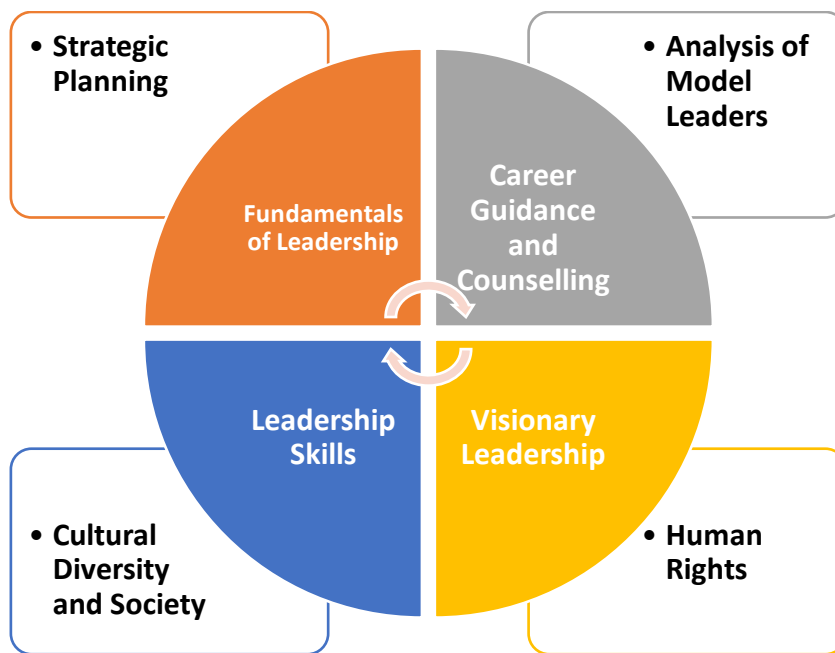 • Strategic
Planning
• Analysis of
Model
Leaders
Fundamentals
of Leadership
Career
Guidance
and
Counselling
Leadership
Skills
Visionary
Leadership
• Cultural
Diversity
and Society
• Human
Rights